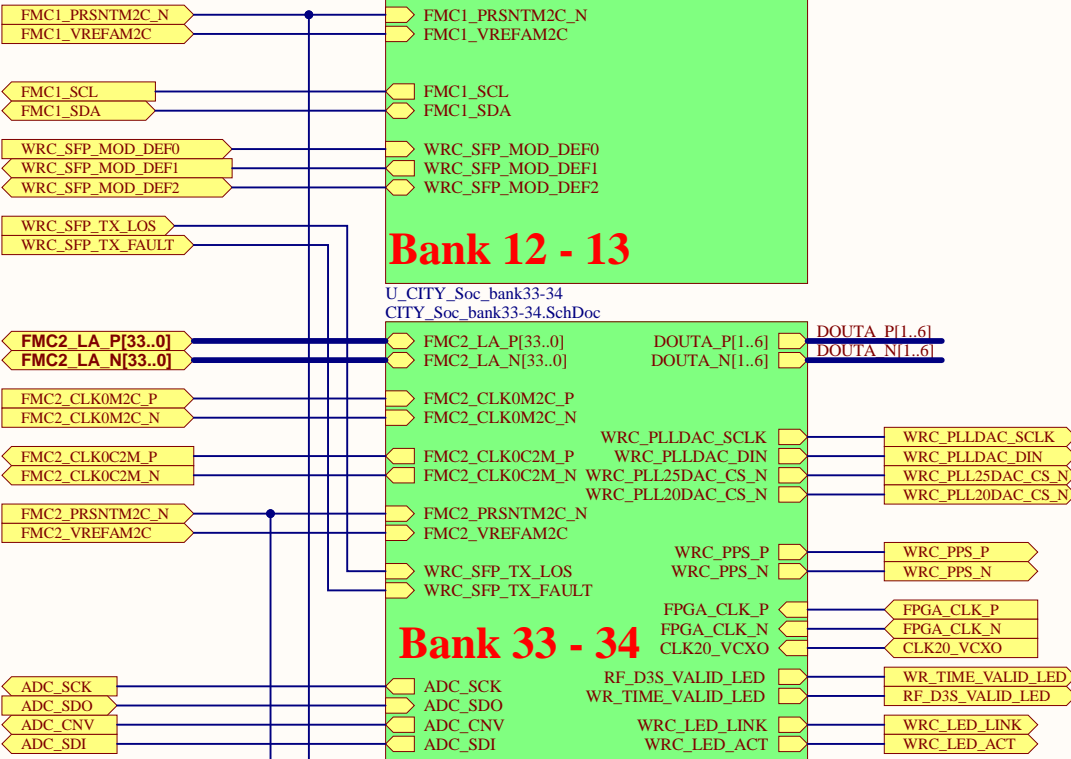 FMC1_PRSNTM2C_N FMC1_PRSNTM2C_N
FMC1_VREFAM2C FMC1_VREFAM2C
FMC1_SCL FMC1_SCL
FMC1_SDA FMC1_SDA
WRC_SFP_MOD_DEF0 WRC_SFP_MOD_DEF0
WRC_SFP_MOD_DEF1 WRC_SFP_MOD_DEF1
WRC_SFP_MOD_DEF2 WRC_SFP_MOD_DEF2
WRC_SFP_TX_LOS
WRC_SFP_TX_FAULT
Bank 12 - 13
U_CITY_Soc_bank33-34
CITY_Soc_bank33-34.SchDoc
FMC2_LA_P[33..0] FMC2_LA_P[33..0] DOUTA_P[1..6] DOUTA_P[1..6]
FMC2_LA_N[33..0] FMC2_LA_N[33..0] DOUTA_N[1..6] DOUTA_N[1..6]
FMC2_CLK0M2C_P FMC2_CLK0M2C_P
FMC2_CLK0M2C_N FMC2_CLK0M2C_N
WRC_PLLDAC_SCLK WRC_PLLDAC_SCLK
FMC2_CLK0C2M_P FMC2_CLK0C2M_P WRC_PLLDAC_DIN WRC_PLLDAC_DIN
FMC2_CLK0C2M_N FMC2_CLK0C2M_N WRC_PLL25DAC_CS_N WRC_PLL25DAC_CS_N
WRC_PLL20DAC_CS_N WRC_PLL20DAC_CS_N
FMC2_PRSNTM2C_N FMC2_PRSNTM2C_N
FMC2_VREFAM2C FMC2_VREFAM2C
WRC_PPS_P WRC_PPS_P
WRC_SFP_TX_LOS WRC_PPS_N WRC_PPS_N
WRC_SFP_TX_FAULT
FPGA_CLK_P FPGA_CLK_P
FPGA_CLK_N FPGA_CLK_N
Bank 33 - 34
CLK20_VCXO CLK20_VCXO
RF_D3S_VALID_LED WR_TIME_VALID_LED
ADC_SCK ADC_SCK
WR_TIME_VALID_LED RF_D3S_VALID_LED
ADC_SDO ADC_SDO
ADC_CNV ADC_CNV WRC_LED_LINK WRC_LED_LINK
ADC_SDI ADC_SDI WRC_LED_ACT WRC_LED_ACT